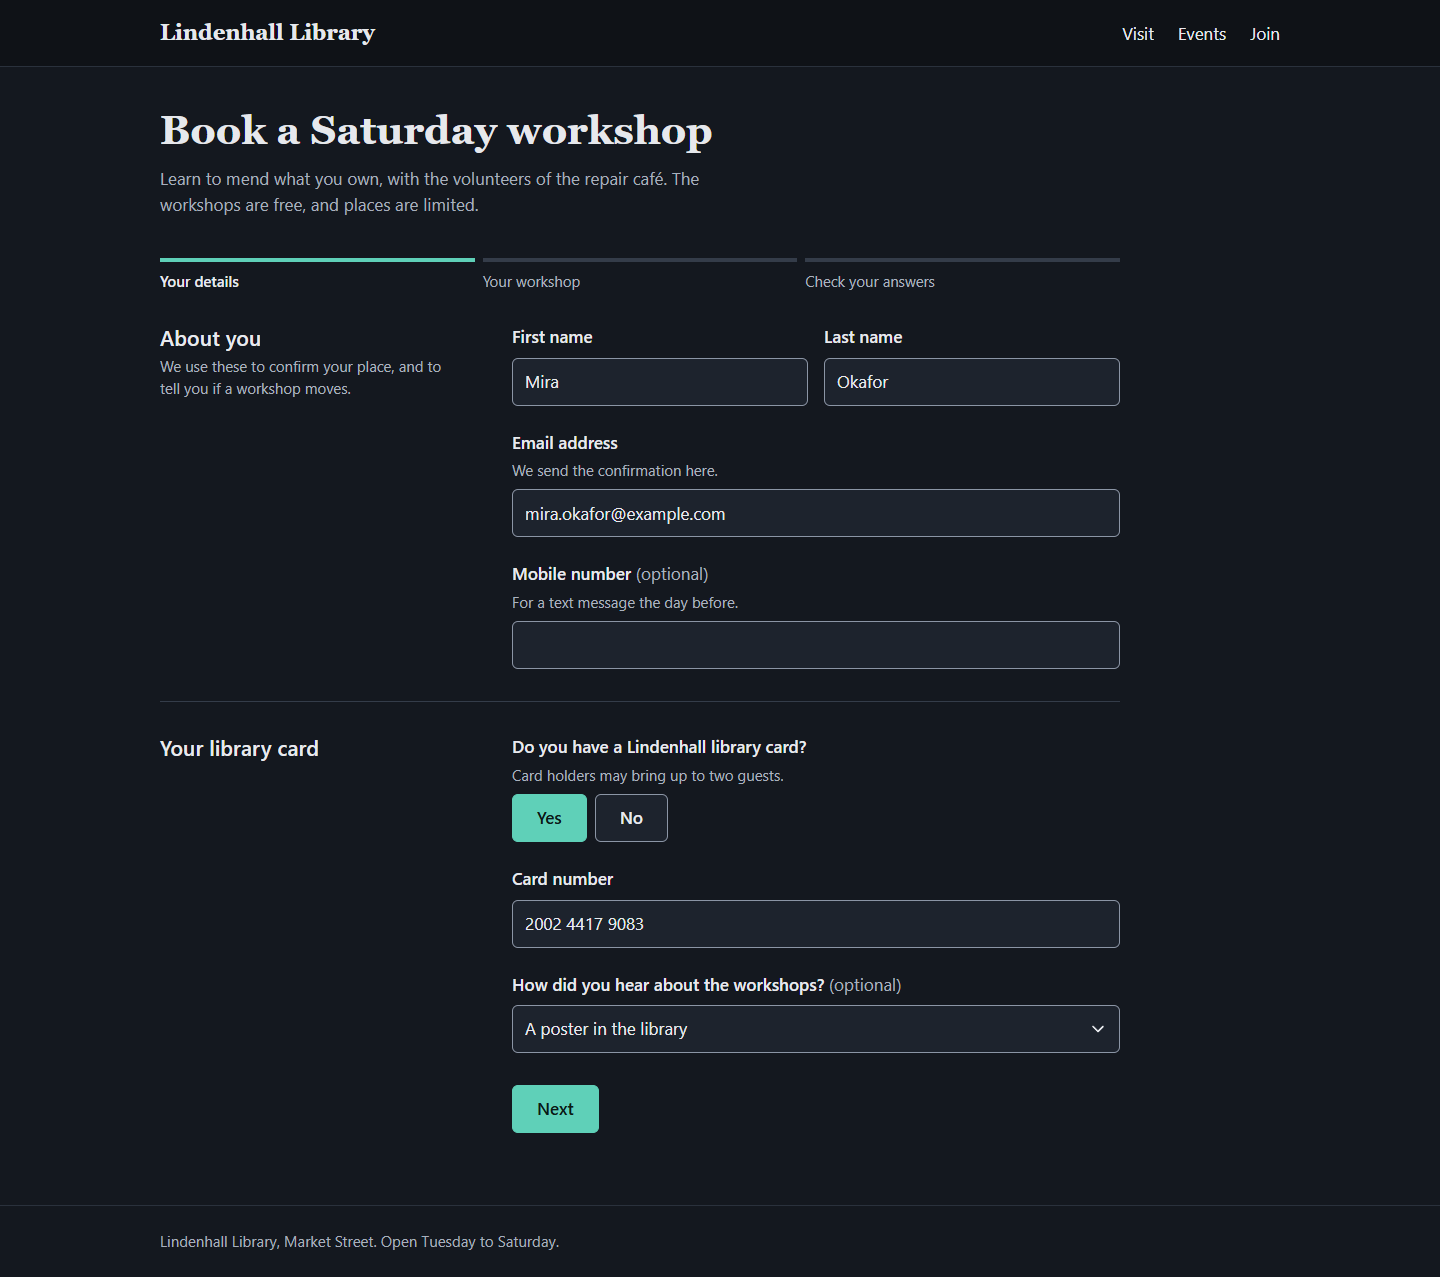 Lindenhall Library
Visit Events Join
Book a Saturday workshop
Learn to mend what you own, with the volunteers of the repair café. The
workshops are free, and places are limited.
Your details
Your workshop
Check your answers
About you
We use these to confirm your place, and to
tell you if a workshop moves.
First name
Mira
Last name
Okafor
Email address
We send the confirmation here.
mira.okafor@example.com
Mobile number (optional)
For a text message the day before.
Your library card
Do you have a Lindenhall library card?
Card holders may bring up to two guests.
Yes
No
Card number
2002 4417 9083
How did you hear about the workshops? (optional)
A poster in the library
Next
Lindenhall Library, Market Street. Open Tuesday to Saturday.